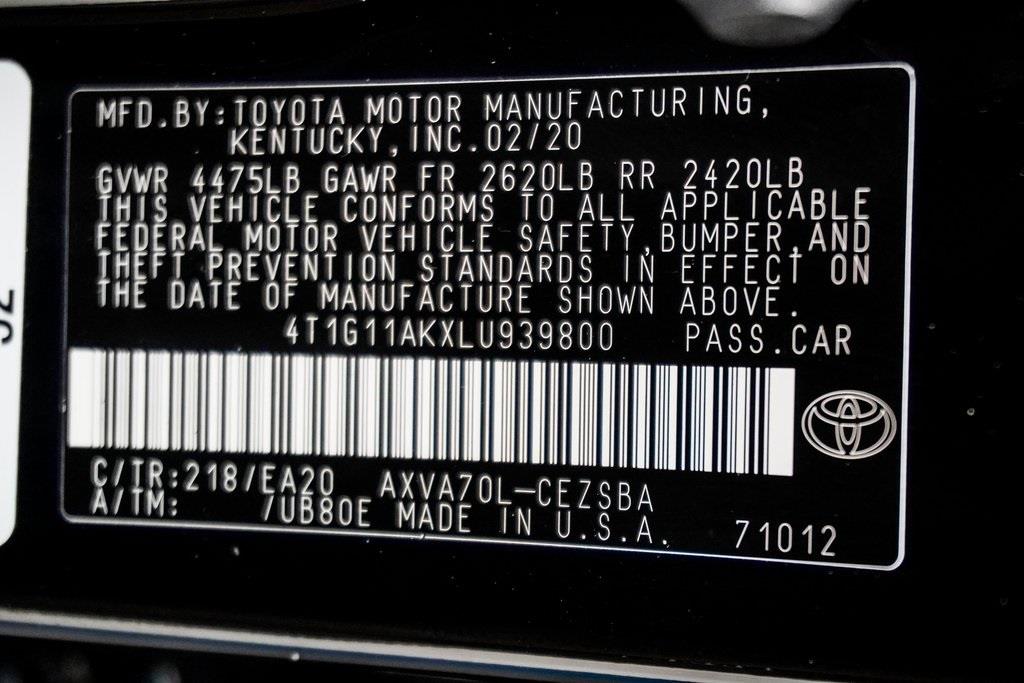 MFD.BY:TOYOTA MOTOR MANUFACTURING,
KENTUCKY,INC.02/20
GVWR 4475LB GAWR FR 2620LB RR 2420LB
THIS VEHICLE CONFORMS TO ALL APPLICABLE
FEDERAL MOTOR VEHICLE SAFETY,BUMPER,AND
THEFT PREVENTION STANDARDS IN EFFECT ON
THE DATE OF MANUFACTURE SHOWN ABOVE.
4T1G11AKXLU939800 PASS.CAR
C/TR:218/EA20 AXVA70L-CEZSBA
A/TM: /UB80E MADE IN U.S.A.
71012